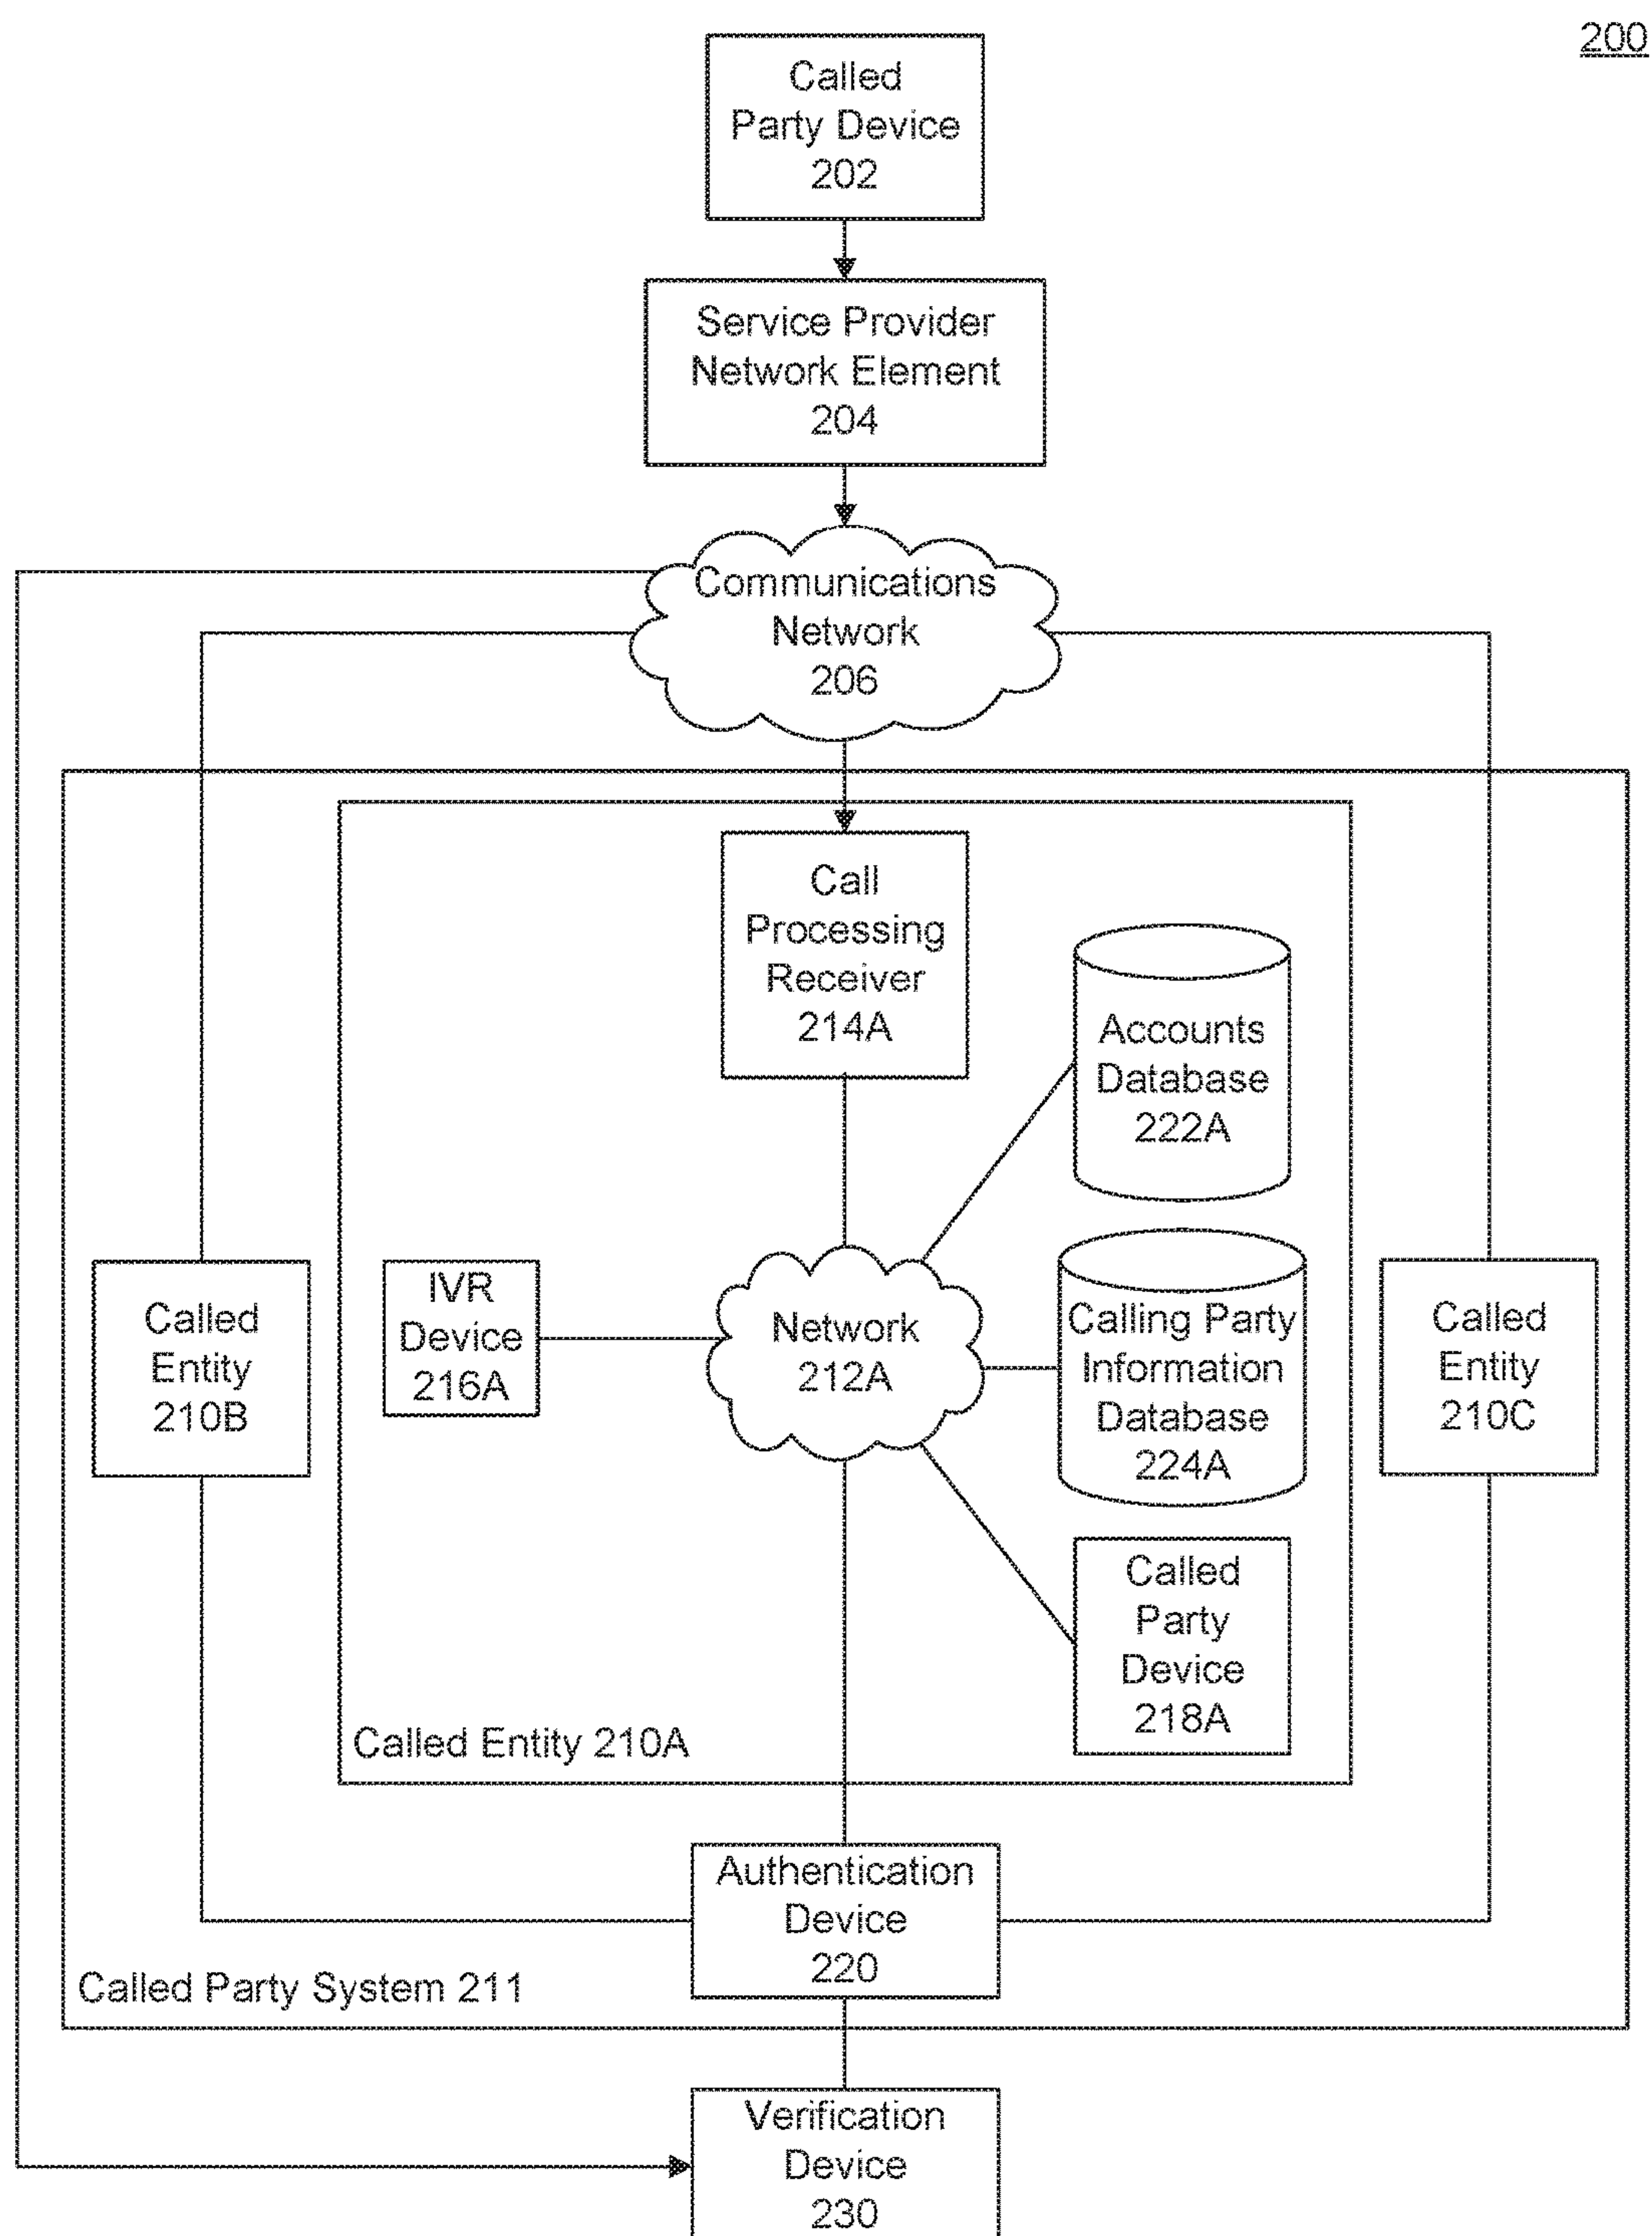 200
Called
Party Device
202
Service Provider
Network Element
204
Communications
Network
206
Call
Processing
Receiver
214A
Accounts
Database
222A
IVR
Device
216A
Network
212A
Calling Party
Information
Database
224A
Called
Entity
210B
Called
Entity
210C
Called
Party
Device
218A
Called Entity 210A
Authentication
Device
220
Called Party System 211
Verification
Device
230